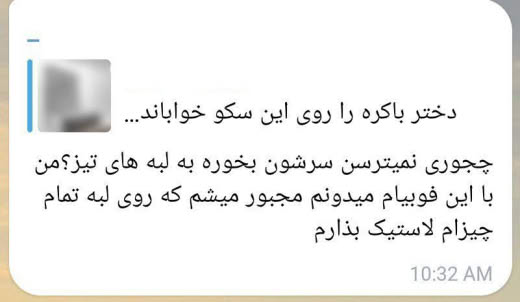 دختر باکره را روی این سکو خواباند...
چجوری نمیترسن سرشون بخوره به لبه های تیز؟من
با این فوبیام میدونم مجبور میشم که روی لبه تمام
چیزام لاستیک بذارم
10:32 AM